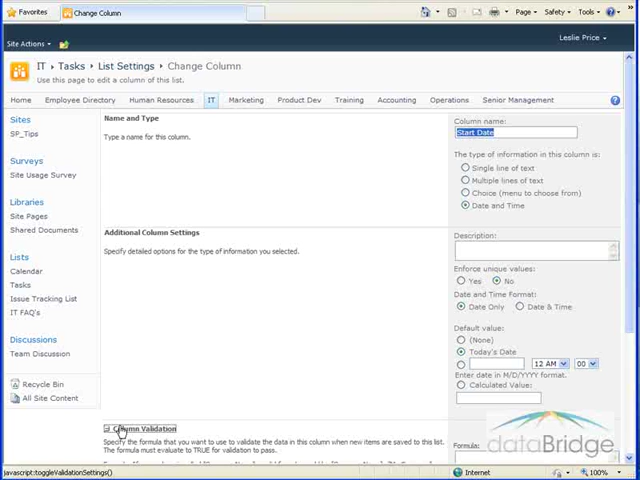 Favorites
Change Column
Page
Safety
Tools
Site Actions
Leslie Price
IT
Tasks
List Settings
Change Column
Use this page to edit a column of this list.
Home
Employee Directory
Human Resources
IT
Marketing
Product Dev
Training
Accounting
Operations
Senior Management
Sites
SP_Tips
Surveys
Site Usage Survey
Libraries
Site Pages
Shared Documents
Lists
Calendar
Tasks
Issue Tracking List
IT FAQ's
Discussions
Team Discussion
Recycle Bin
All Site Content
Name and Type
Type a name for this column.
Column name:
Start Date
The type of information in this column is:
Single line of text
Multiple lines of text
Choice (menu to choose from)
Date and Time
Additional Column Settings
Specify detailed options for the type of information you selected.
Description:
Enforce unique values:
Yes No
Date and Time Format:
Date Only Date & Time
Default value:
(None)
Today's Date
12 AM 00
Enter date in M/D/YYYY format.
Calculated Value:
Column Validation
Specify the formula that you want to use to validate the data in this column when new items are saved to this list.
The formula must evaluate to TRUE for validation to pass.
Formula:
dataBridge
javascript:toggleValidationSettings()
Internet
100%